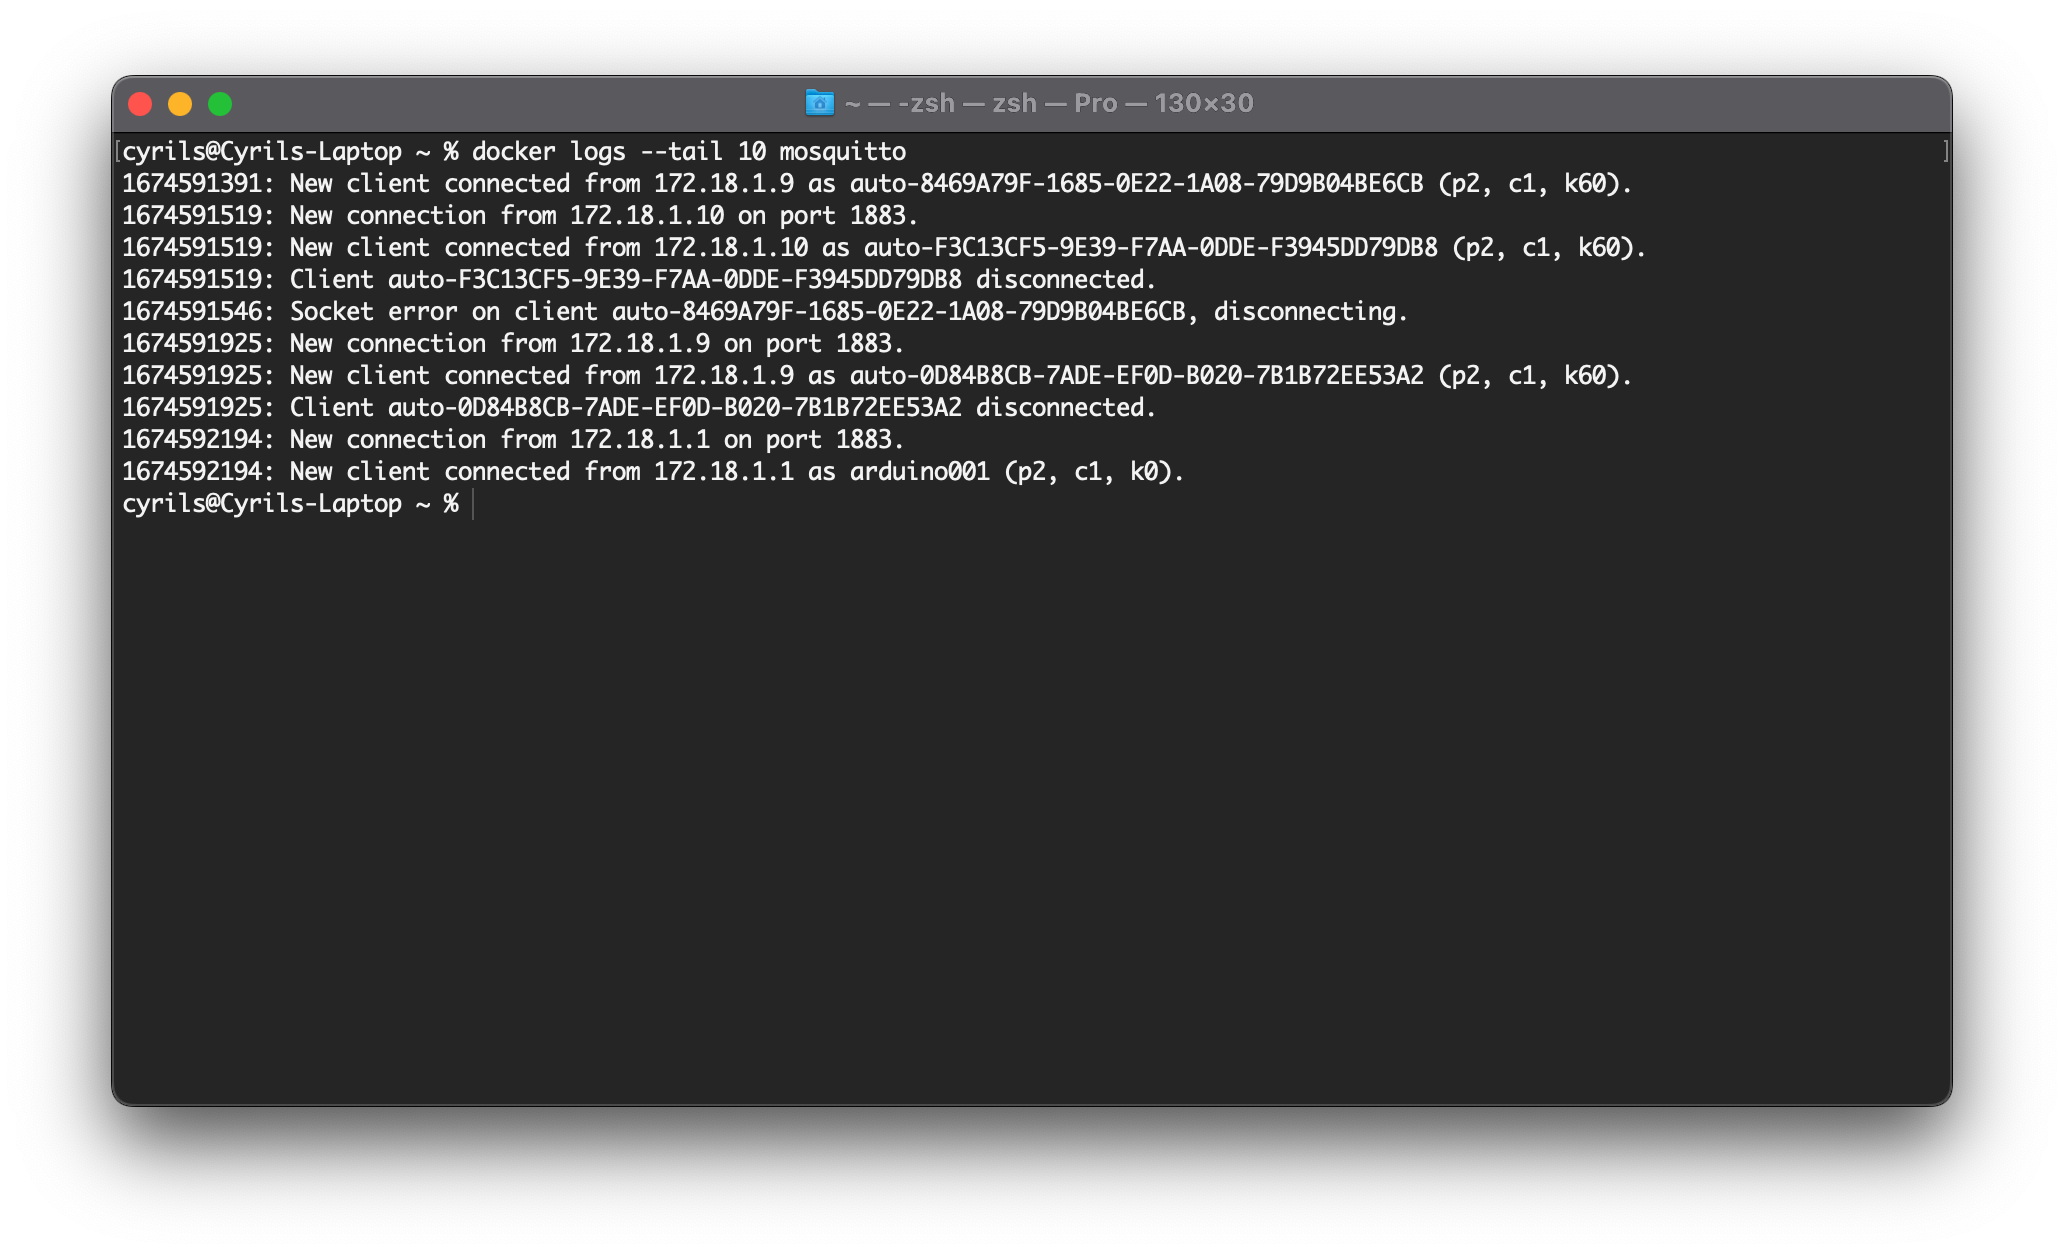 ~ — -zsh — zsh — Pro — 130×30
[cyrils@Cyrils-Laptop ~ % docker logs --tail 10 mosquitto ]
1674591391: New client connected from 172.18.1.9 as auto-8469A79F-1685-0E22-1A08-79D9B04BE6CB (p2, c1, k60).
1674591519: New connection from 172.18.1.10 on port 1883.
1674591519: New client connected from 172.18.1.10 as auto-F3C13CF5-9E39-F7AA-0DDE-F3945DD79DB8 (p2, c1, k60).
1674591519: Client auto-F3C13CF5-9E39-F7AA-0DDE-F3945DD79DB8 disconnected.
1674591546: Socket error on client auto-8469A79F-1685-0E22-1A08-79D9B04BE6CB, disconnecting.
1674591925: New connection from 172.18.1.9 on port 1883.
1674591925: New client connected from 172.18.1.9 as auto-0D84B8CB-7ADE-EF0D-B020-7B1B72EE53A2 (p2, c1, k60).
1674591925: Client auto-0D84B8CB-7ADE-EF0D-B020-7B1B72EE53A2 disconnected.
1674592194: New connection from 172.18.1.1 on port 1883.
1674592194: New client connected from 172.18.1.1 as arduino001 (p2, c1, k0).
cyrils@Cyrils-Laptop ~ %